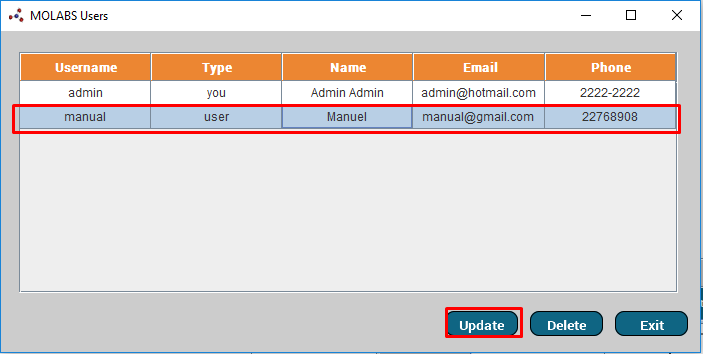 MOLABS Users
Username Type Name Email Phone
admin you Admin Admin admin@hotmail.com 2222-2222
manual user Manuel manual@gmail.com 22768908
Update Delete Exit